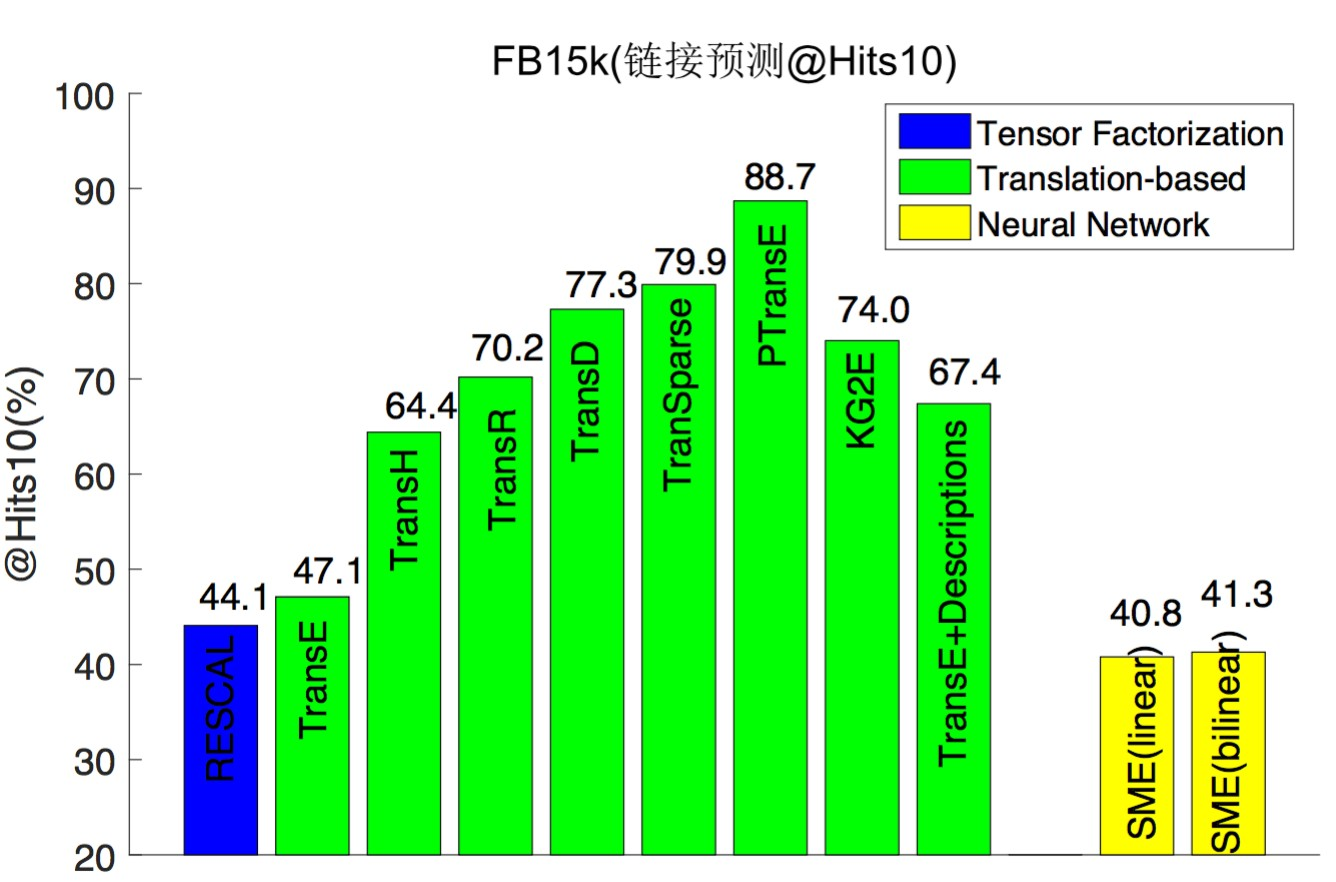 FB15k(链接预测@Hits10)
Tensor Factorization
Translation-based
Neural Network
@Hits10(%)
100
90
80
70
60
50
40
30
20
44.1
RESCAL
47.1
TransE
64.4
TransH
70.2
TransR
77.3
TransD
79.9
TranSparse
88.7
PTransE
74.0
KG2E
67.4
TransE+Descriptions
40.8
SME(linear)
41.3
SME(bilinear)